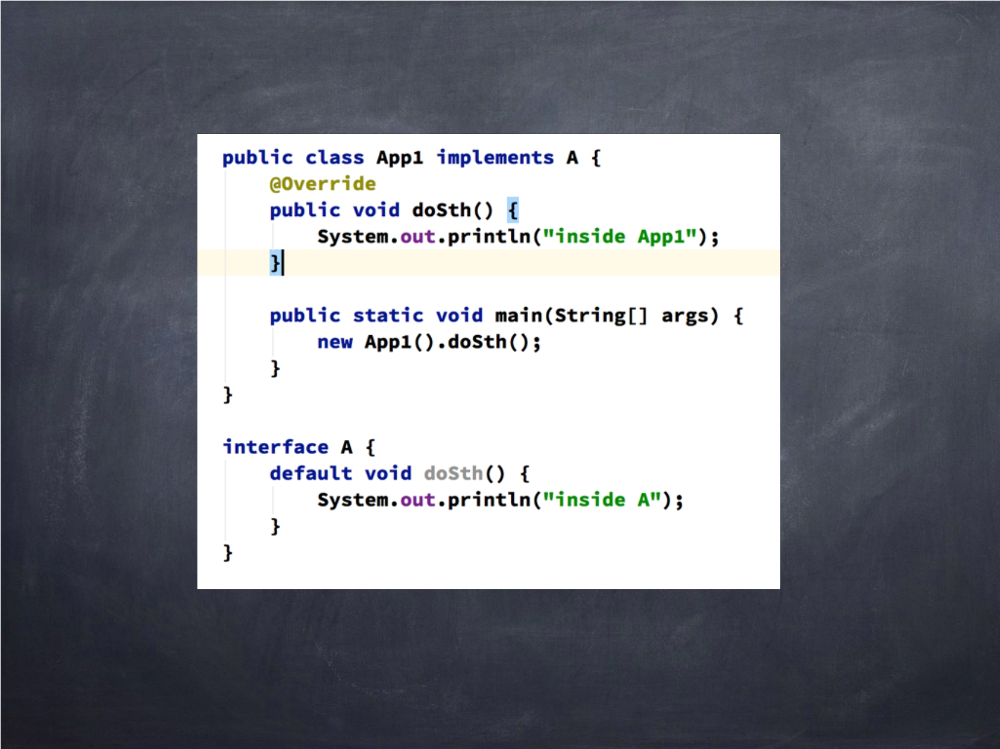 public class App1 implements A {
    @Override
    public void doSth() {
        System.out.println("inside App1");
    }

    public static void main(String[] args) {
        new App1().doSth();
    }
}

interface A {
    default void doSth() {
        System.out.println("inside A");
    }
}